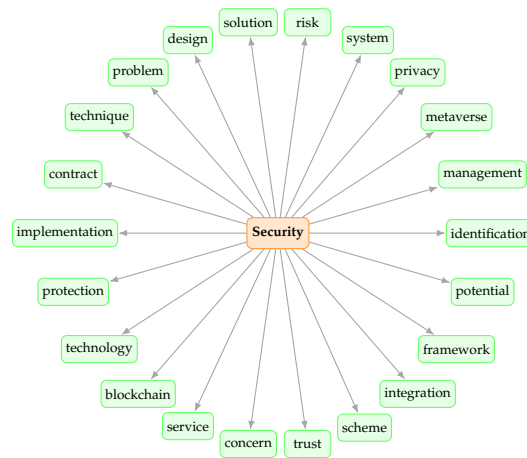 solution
risk
design
system
problem
privacy
technique
metaverse
contract
management
implementation
Security
identification
protection
potential
technology
framework
blockchain
integration
service
scheme
concern
trust